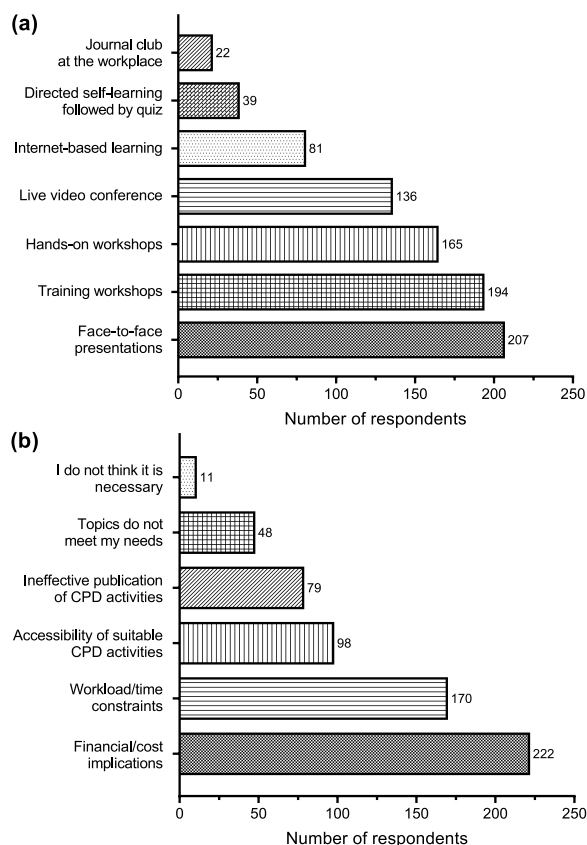 (a)
Journal club
at the workplace
22
Directed self-learning
followed by quiz
39
Internet-based learning
81
Live video conference
136
Hands-on workshops
165
Training workshops
194
Face-to-face
presentations
207
0 50 100 150 200 250
Number of respondents
(b)
I do not think it is
necessary
11
Topics do not
meet my needs
48
Ineffective publication
of CPD activities
79
Accessibility of suitable
CPD activities
98
Workload/time
constraints
170
Financial/cost
implications
222
0 50 100 150 200 250
Number of respondents